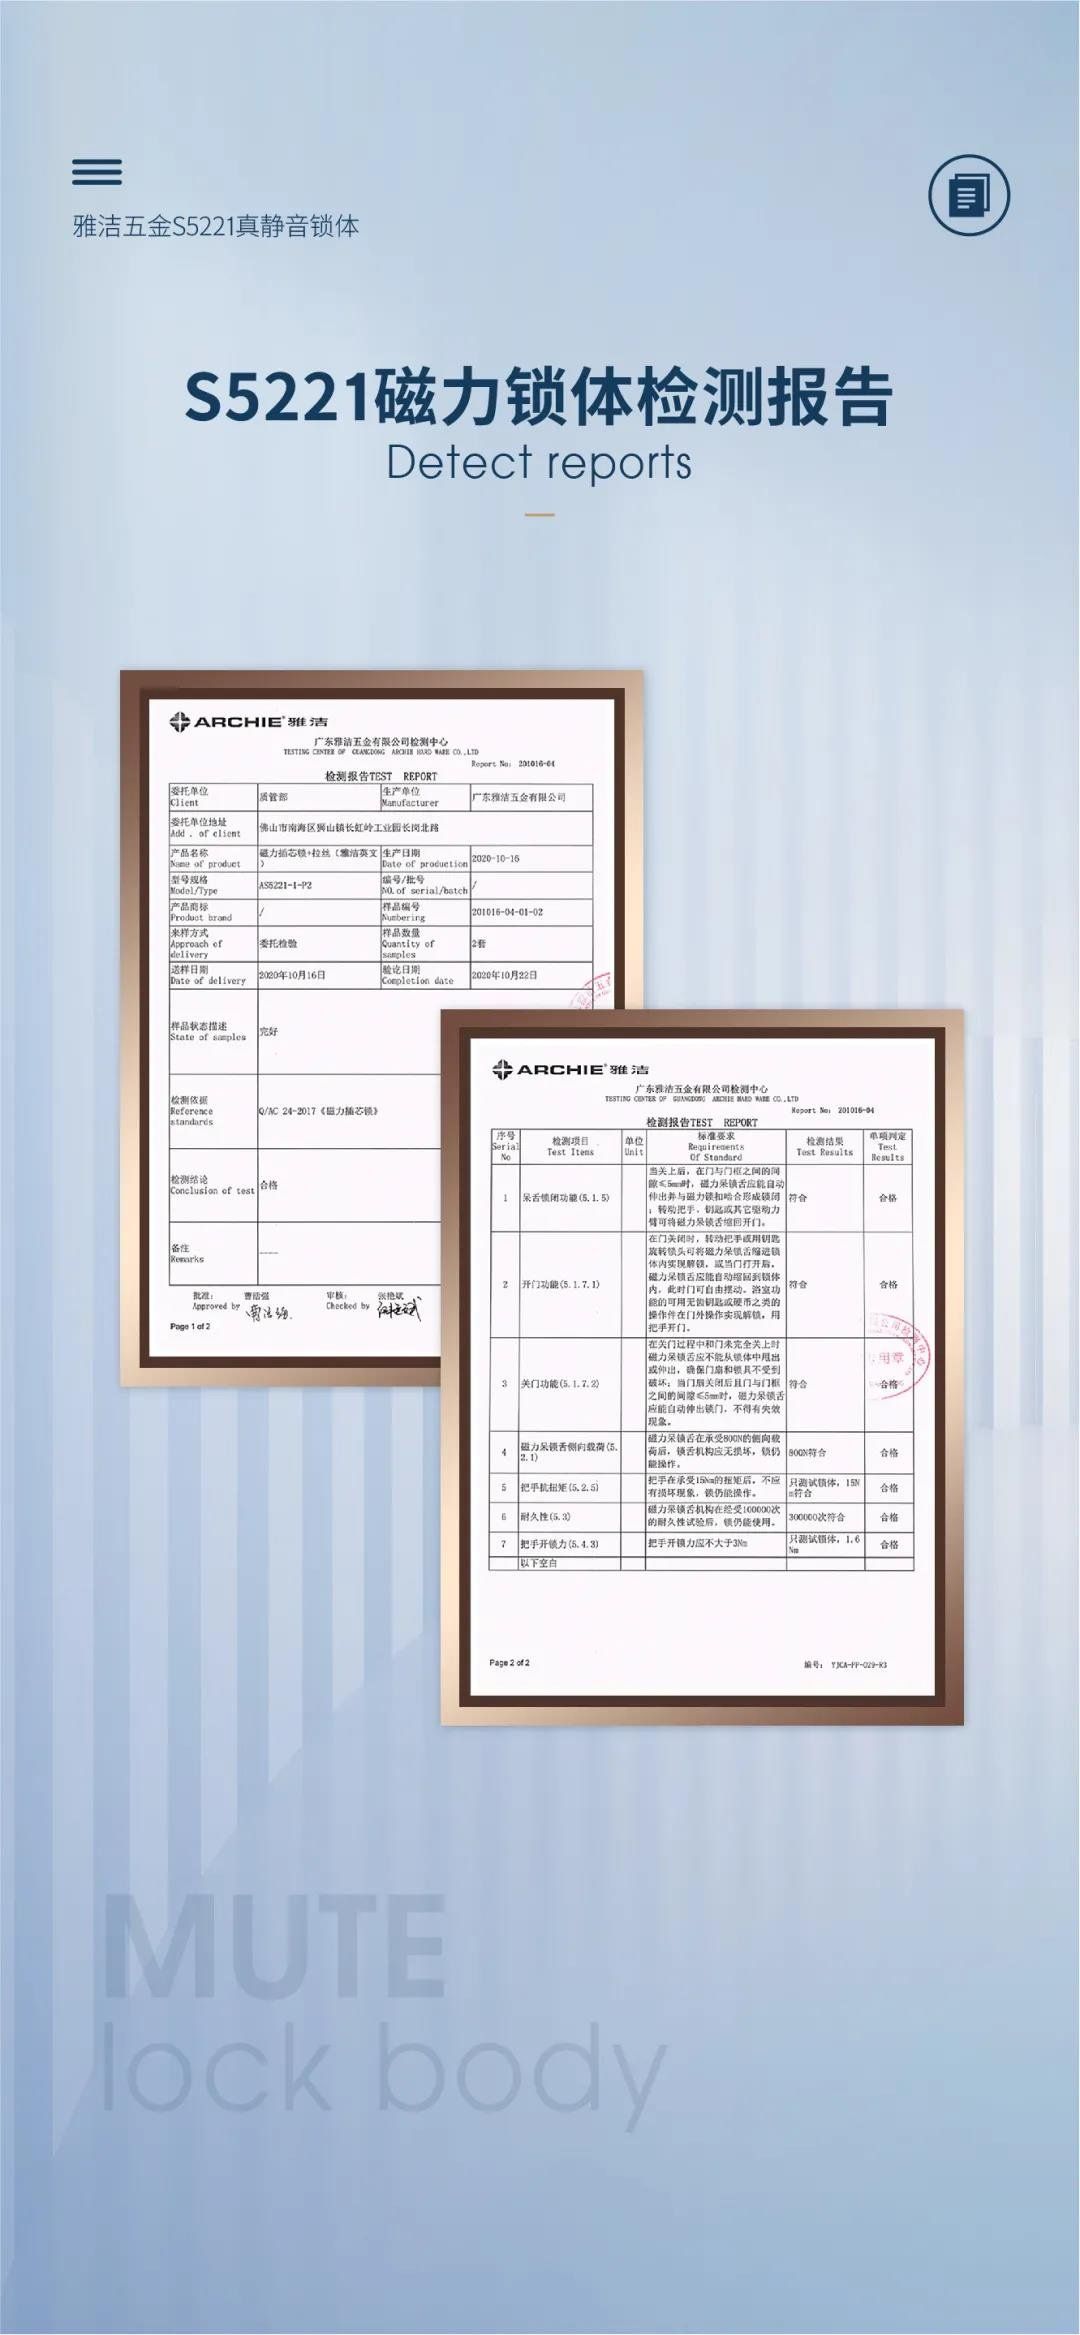 雅洁五金S5221真静音锁体
S5221磁力锁体检测报告
Detect reports
ARCHIE® 雅洁
广东雅洁五金有限公司检测中心
TESTING CENTER OF GUANGDONG ARCHIE HARD WARE CO.,LTD
Report No: 201016-04
检测报告TEST REPORT
委托单位
Client
质管部
生产单位
Manufacturer
广东雅洁五金有限公司
委托单位地址
Add . of client
佛山市南海区狮山镇长虹岭工业园长岗北路
产品名称
Name of product
磁力插芯锁+拉丝（雅洁英文
）
生产日期
Date of production
2020-10-16
型号规格
Model/Type
AS5221-1-P2
编号/批号
NO.of serial/batch
/
产品商标
Product brand
/
样品编号
Numbering
201016-04-01-02
来样方式
Approach of
delivery
委托检验
样品数量
Quantity of
samples
2套
送样日期
Date of delivery
2020年10月16日
验讫日期
Completion date
2020年10月22日
样品状态描述
State of samples
完好
检测依据
Reference
standards
Q/AC 24-2017《磁力插芯锁》
检测结论
Conclusion of test
合格
备注
Remarks
----
批准：
Approved by
曹洁强
审核：
Checked by
张艳斌
Page 1 of 2
ARCHIE® 雅洁
广东雅洁五金有限公司检测中心
TESTING CENTER OF GUANGDONG ARCHIE HARD WARE CO.,LTD
Report No: 201016-04
检测报告TEST REPORT
序号
Serial
No
检测项目
Test Items
单位
Unit
标准要求
Requirements
Of Standard
检测结果
Test Results
单项判定
Test
Results
1
呆舌锁闭功能(5.1.5)
当关上后，在门与门框之间的间
隙≤5mm时，磁力呆锁舌应能自动
伸出并与磁力锁扣哈合形成锁闭
；转动把手、钥匙或其它驱动力
臂可将磁力呆锁舌缩回开门。
符合
合格
2
开门功能(5.1.7.1)
在门关闭时，转动把手或用钥匙
旋转锁头可将磁力呆锁舌缩进锁
体内实现解锁，或当门打开后，
磁力呆锁舌应能自动缩回到锁体
内，此时门可自由摆动。浴室功
能的可用无齿钥匙或硬币之类的
操作件在门外操作实现解锁，用
把手开门。
符合
合格
3
关门功能(5.1.7.2)
在关门过程中和门未完全关上时
磁力呆锁舌应不能从锁体中甩出
或伸出，确保门扇和锁具不受到
破坏；当门扇关闭后且门与门框
之间的间隙≤5mm时，磁力呆锁舌
应能自动伸出锁门，不得有失效
现象。
符合
合格
4
磁力呆锁舌侧向载荷(5.
2.1)
磁力呆锁舌在承受800N的侧向载
荷后，锁舌机构应无损坏，锁仍
能操作。
800N符合
合格
5
把手抗扭矩(5.2.5)
把手在承受15Nm的扭矩后，不应
有损坏现象，锁仍能操作。
只测试锁体，15N
m符合
合格
6
耐久性(5.3)
磁力呆锁舌机构在经受100000次
的耐久性试验后，锁仍能使用。
300000次符合
合格
7
把手开锁力(5.4.3)
把手开锁力应不大于3Nm
只测试锁体，1.6
Nm
合格
以下空白
Page 2 of 2
编号： YJCA-PF-029-R3
MUTE
lock body